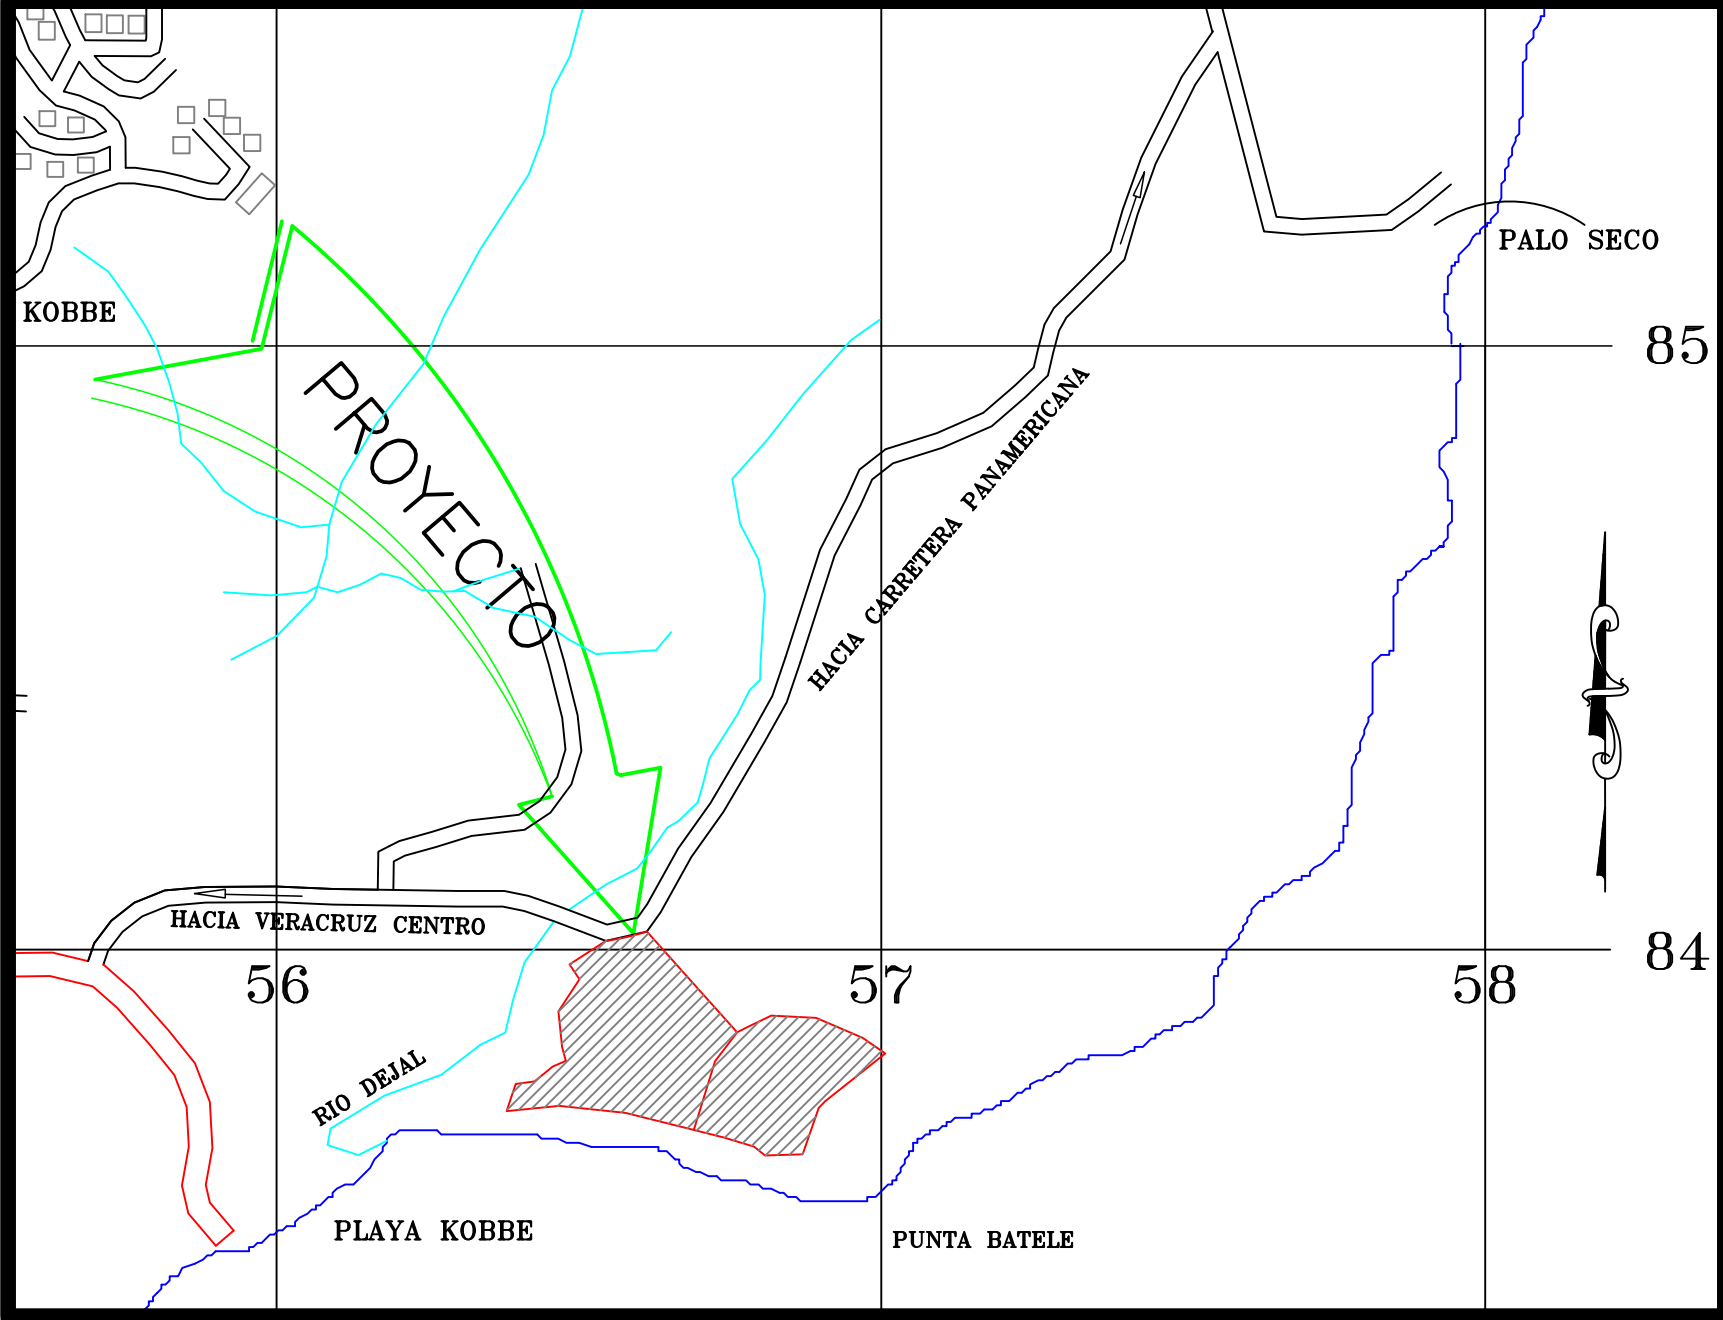 PALO SECO
KOBBE
85
PROYECTO
HACIA CARRETERA PANAMERICANA
HACIA VERACRUZ CENTRO
84
56
57
58
RIO DEJAL
PLAYA KOBBE
PUNTA BATELE